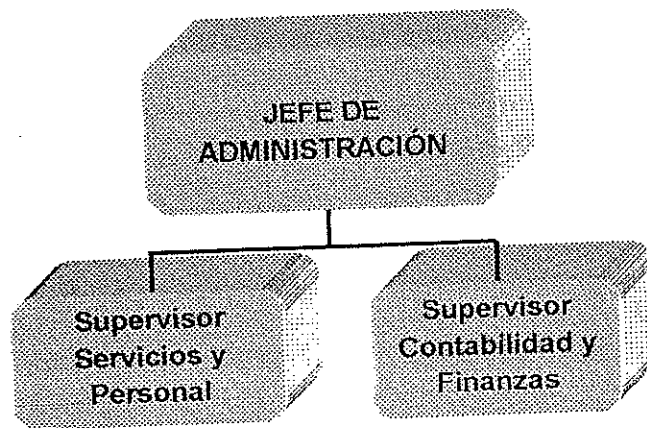 JEFE DE
ADMINISTRACIÓN
Supervisor
Servicios y
Personal
Supervisor
Contabilidad y
Finanzas